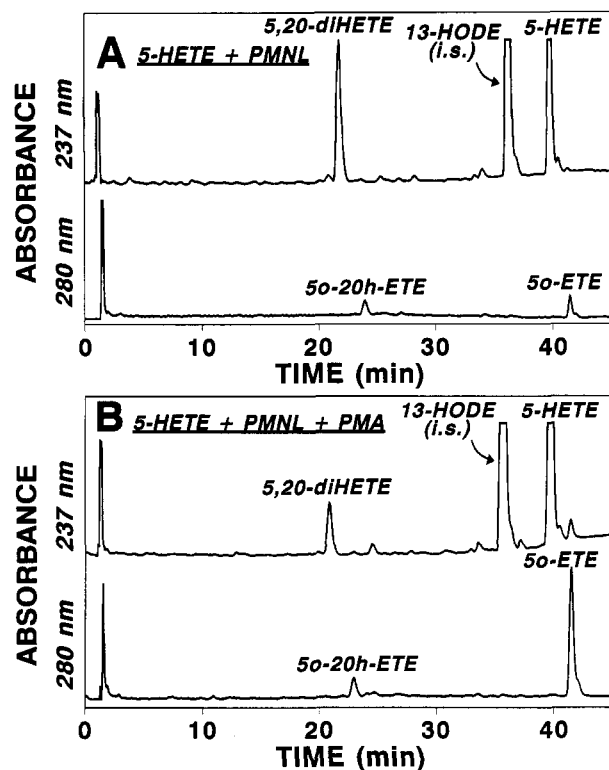 A 5-HETE + PMNL
5,20-diHETE
13-HODE
(i.s.)
5-HETE
ABSORBANCE
237 nm
280 nm
5o-20h-ETE
5o-ETE
0 10 20 30 40
TIME (min)
B 5-HETE + PMNL + PMA
13-HODE
(i.s.)
5-HETE
5,20-diHETE
ABSORBANCE
237 nm
280 nm
5o-ETE
5o-20h-ETE
0 10 20 30 40
TIME (min)